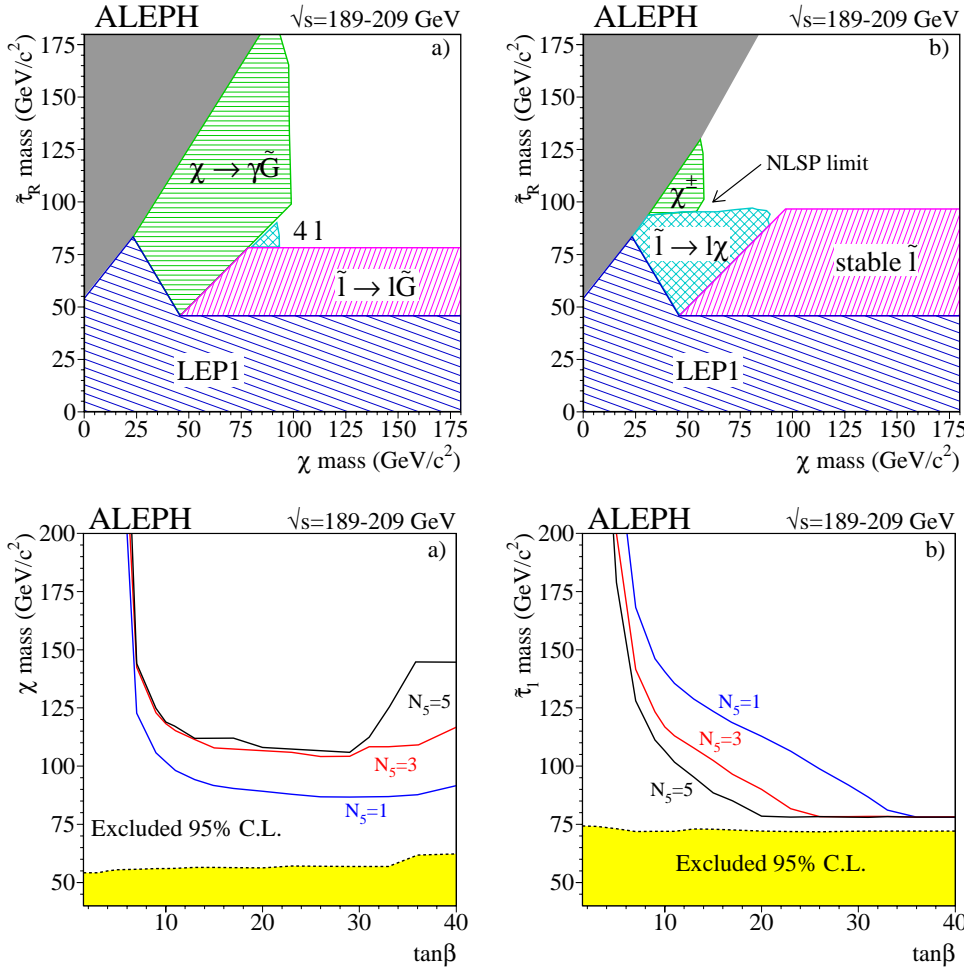 ALEPH √s=189-209 GeV
a)
τ̃_R mass (GeV/c²)
175
150
125
100
75
50
25
0
χ → γG̃
4 l
l̃ → lG̃
LEP1
0 25 50 75 100 125 150 175
χ mass (GeV/c²)
ALEPH √s=189-209 GeV
b)
τ̃_R mass (GeV/c²)
175
150
125
100
75
50
25
0
NLSP limit
χ^±
l̃ → lχ
stable l̃
LEP1
0 25 50 75 100 125 150 175
χ mass (GeV/c²)
ALEPH √s=189-209 GeV
a)
χ mass (GeV/c²)
200
175
150
125
100
75
50
N₅=5
N₅=3
N₅=1
Excluded 95% C.L.
10 20 30 40
tanβ
ALEPH √s=189-209 GeV
b)
τ̃₁ mass (GeV/c²)
200
175
150
125
100
75
50
N₅=1
N₅=3
N₅=5
Excluded 95% C.L.
10 20 30 40
tanβ